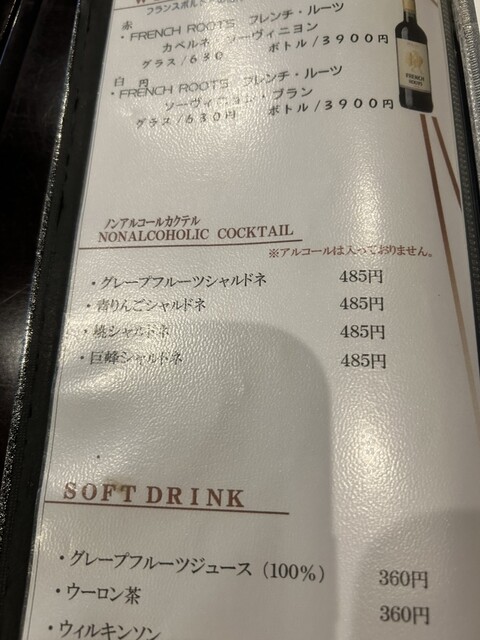 フランスボルドー
赤
・FRENCH ROOTS フレンチ・ルーツ
カベルネ・ソーヴィニヨン
グラス/630 ボトル/3900円
白 円
・FRENCH ROOTS フレンチ・ルーツ
ソーヴィニヨン・ブラン
グラス/630円 ボトル/3900円
FRENCH
ROOTS
ノンアルコールカクテル
NONALCOHOLIC COCKTAIL
※アルコールは入っておりません。
・グレープフルーツシャルドネ 485円
・青りんごシャルドネ 485円
・桃シャルドネ 485円
・巨峰シャルドネ 485円
SOFT DRINK
・グレープフルーツジュース (100%) 360円
・ウーロン茶 360円
・ウィルキンソン